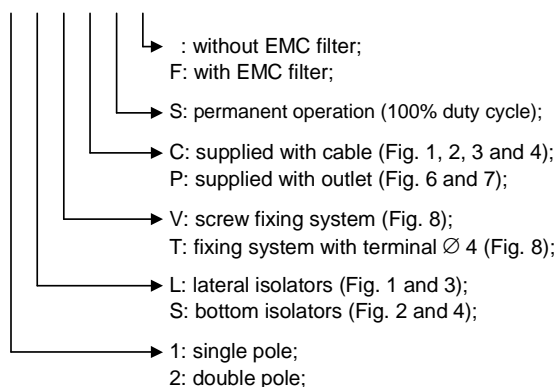 : without EMC filter;
F: with EMC filter;
S: permanent operation (100% duty cycle);
C: supplied with cable (Fig. 1, 2, 3 and 4);
P: supplied with outlet (Fig. 6 and 7);
V: screw fixing system (Fig. 8);
T: fixing system with terminal ∅ 4 (Fig. 8);
L: lateral isolators (Fig. 1 and 3);
S: bottom isolators (Fig. 2 and 4);
1: single pole;
2: double pole;